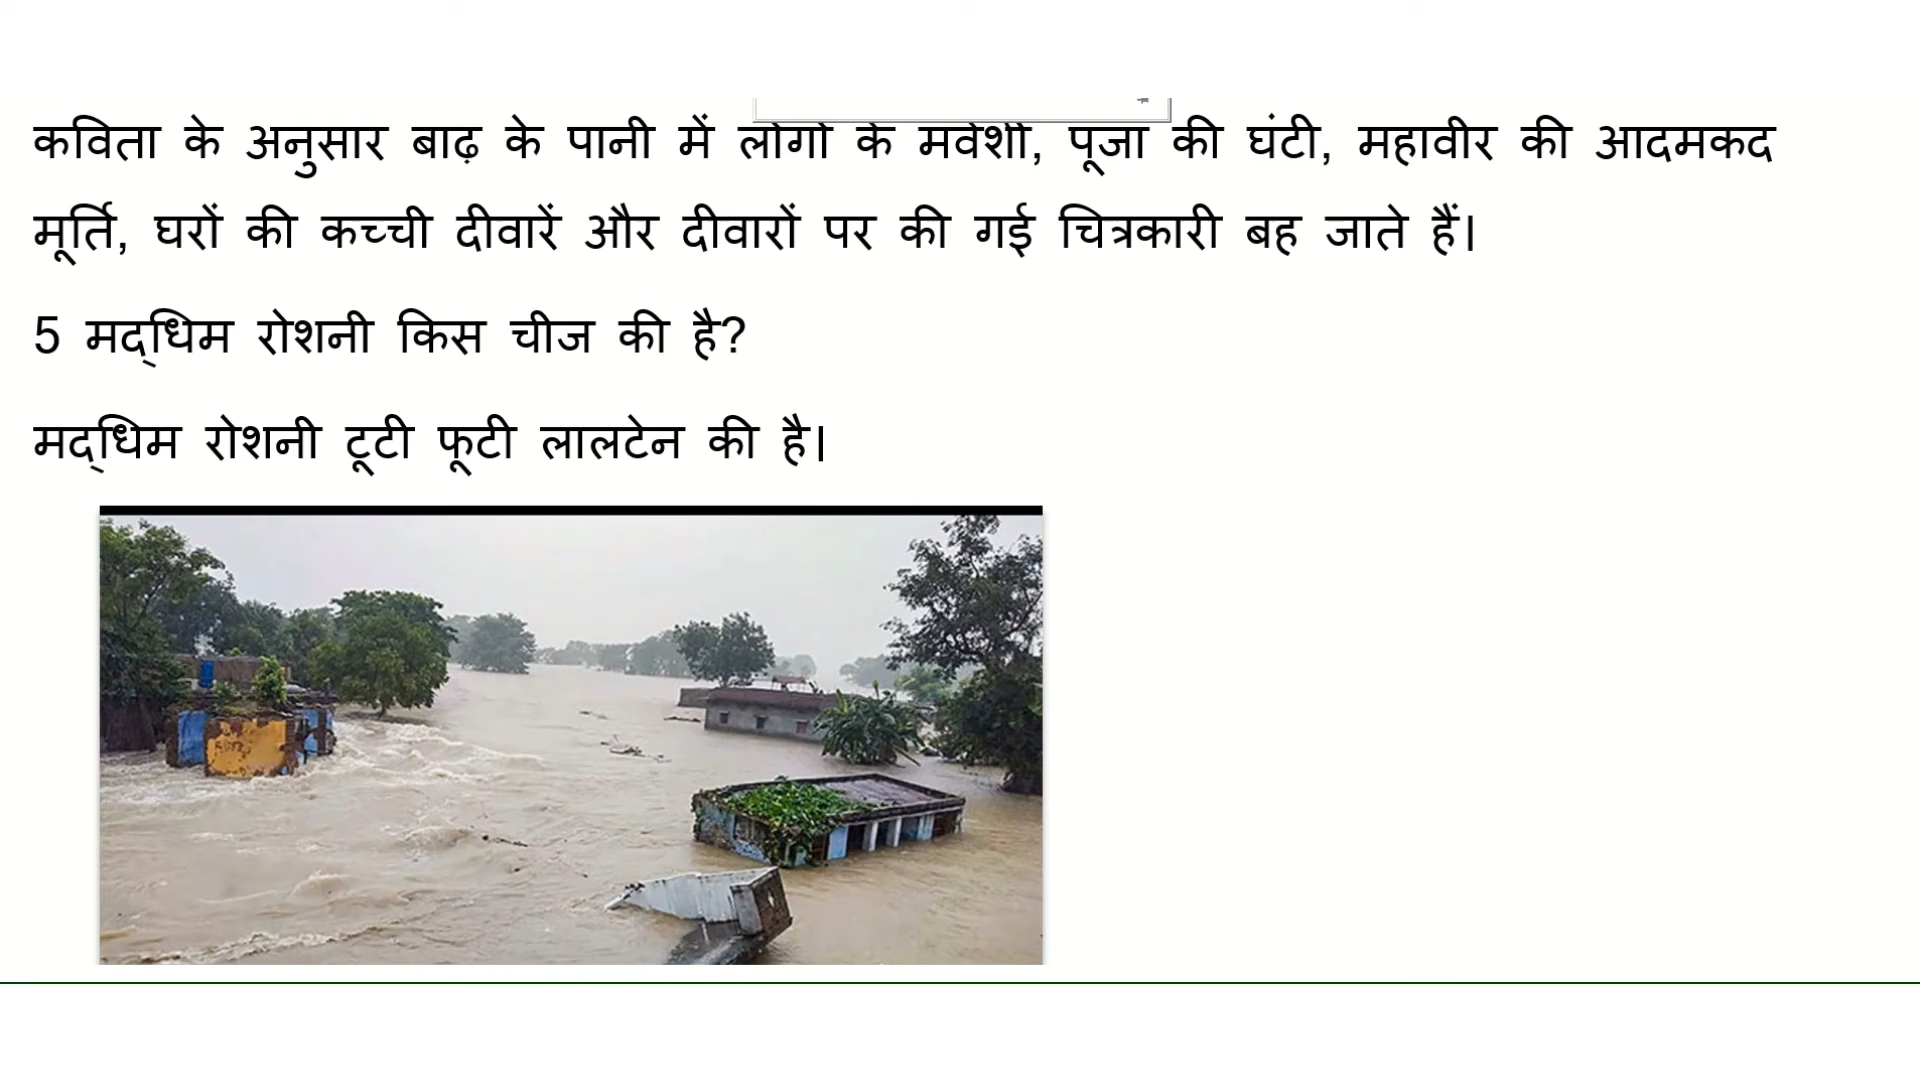 कविता के अनुसार बाढ़ के पानी में लोगों के मवेशी, पूजा की घंटी, महावीर की आदमकद
मूर्ति, घरों की कच्ची दीवारें और दीवारों पर की गई चित्रकारी बह जाते हैं।
5 मद्धिम रोशनी किस चीज की है?
मद्धिम रोशनी टूटी फूटी लालटेन की है।